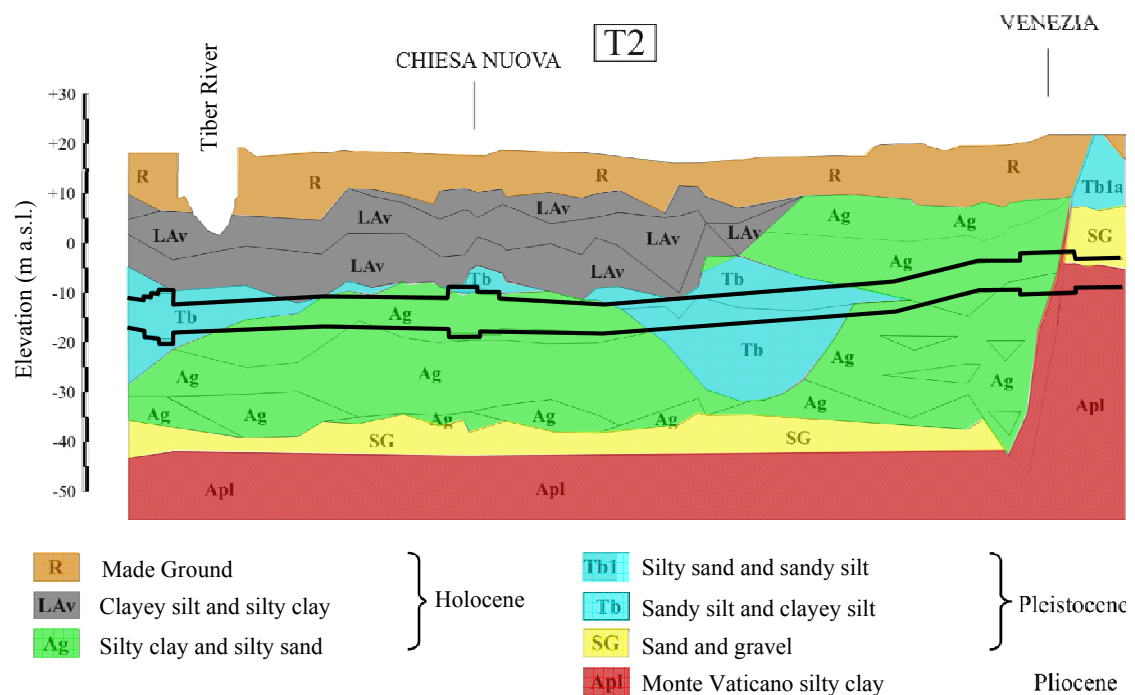 VENEZIA
T2
CHIESA NUOVA
Tiber River
Elevation (m a.s.l.)
+30
+20
+10
0
-10
-20
-30
-40
-50
R
R
R
R
R
Tb1a
LAv
LAv
LAv
LAv
LAv
LAv
Ag
Ag
Ag
SG
Tb
Tb
Tb
Ag
Ag
Ag
Ag
Ag
Ag
Ag
Ag
Ag
Ag
Ag
SG
SG
Apl
Apl
Apl
R Made Ground
LAv Clayey silt and silty clay
Ag Silty clay and silty sand
Holocene
Tb1 Silty sand and sandy silt
Tb Sandy silt and clayey silt
SG Sand and gravel
Pleistocene
Apl Monte Vaticano silty clay
Pliocene